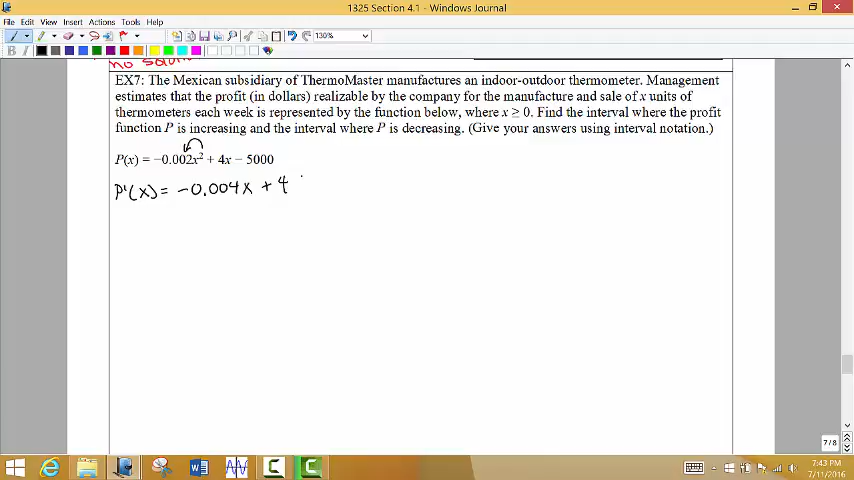 1325 Section 4.1 - Windows Journal
File Edit View Insert Actions Tools Help
130%
B I
no solution
EX7: The Mexican subsidiary of ThermoMaster manufactures an indoor-outdoor thermometer. Management
estimates that the profit (in dollars) realizable by the company for the manufacture and sale of x units of
thermometers each week is represented by the function below, where x ≥ 0. Find the interval where the profit
function P is increasing and the interval where P is decreasing. (Give your answers using interval notation.)
P(x) = −0.002x² + 4x − 5000
P'(x) = −0.004x + 4
7/8
7:43 PM
7/11/2016